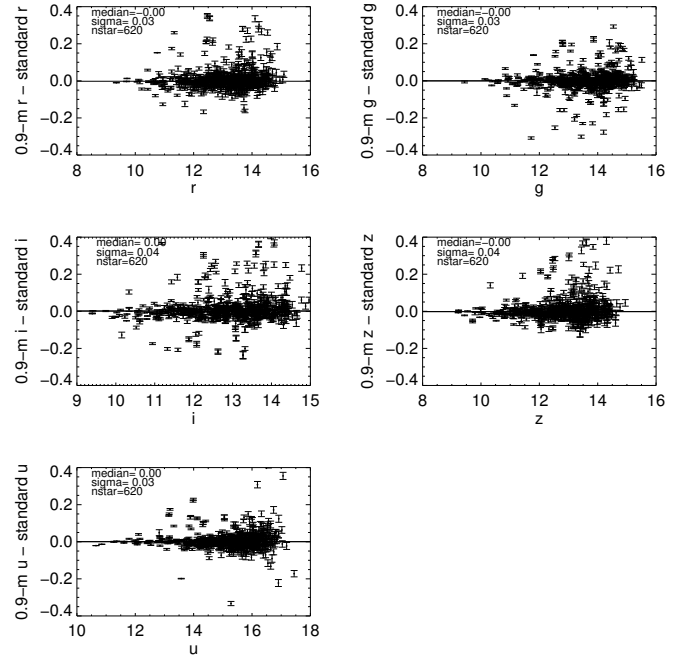 0.9−m r − standard r
0.4
0.2
0.0
−0.2
−0.4
median=−0.00
sigma= 0.03
nstar=620
8 10 12 14 16
r
0.9−m g − standard g
0.4
0.2
0.0
−0.2
−0.4
median=−0.00
sigma= 0.03
nstar=620
8 10 12 14 16
g
0.9−m i − standard i
0.4
0.2
0.0
−0.2
−0.4
median= 0.00
sigma= 0.04
nstar=620
9 10 11 12 13 14 15
i
0.9−m z − standard z
0.4
0.2
0.0
−0.2
−0.4
median=−0.00
sigma= 0.04
nstar=620
8 10 12 14 16
z
0.9−m u − standard u
0.4
0.2
0.0
−0.2
−0.4
median= 0.00
sigma= 0.03
nstar=620
10 12 14 16 18
u